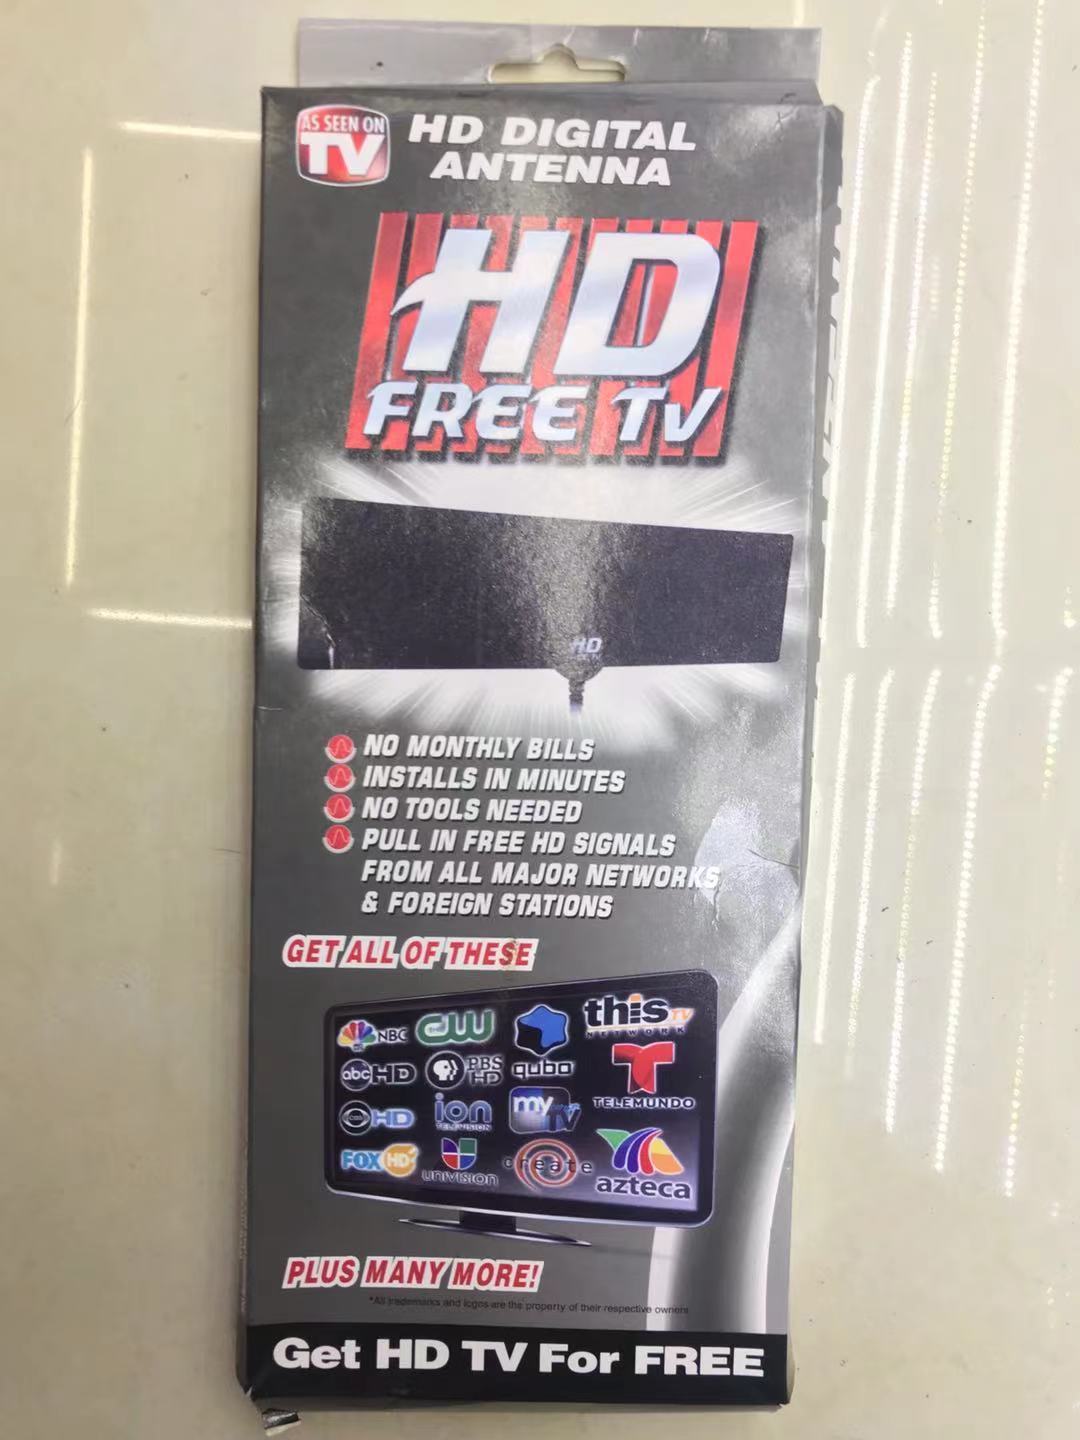 AS SEEN ON
TV
HD DIGITAL
ANTENNA
HD
FREE TV
HD
NO MONTHLY BILLS
INSTALLS IN MINUTES
NO TOOLS NEEDED
PULL IN FREE HD SIGNALS
FROM ALL MAJOR NETWORKS
& FOREIGN STATIONS
GET ALL OF THESE
NBC
CW
qubo
this TV
NETWORK
abc HD
PBS
HD
TELEMUNDO
CBS HD
ion
TELEVISION
my TV
FOX HD
UNIVISION
create
azteca
PLUS MANY MORE!
*All trademarks and logos are the property of their respective owners
Get HD TV For FREE